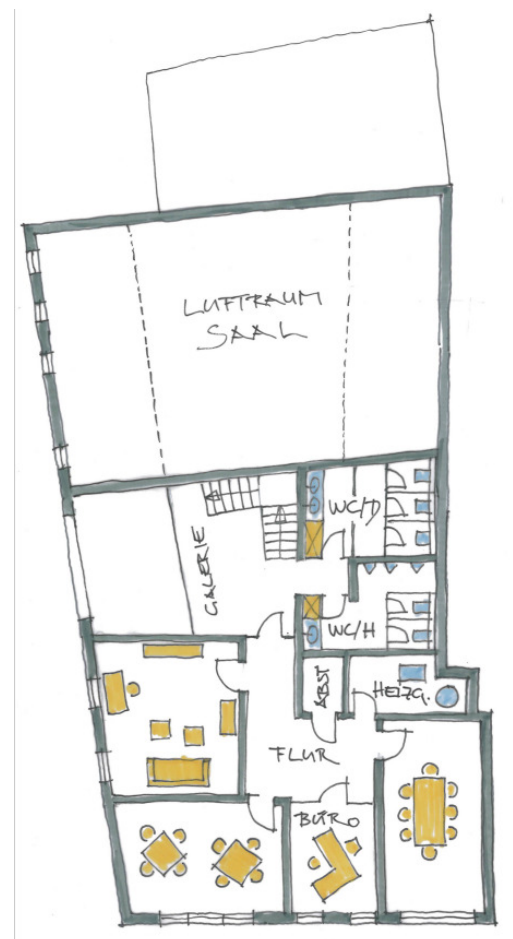 LUFTRAUM
SAAL
WC/D
GALERIE
WC/H
ABST
HEIZG.
FLUR
BÜRO